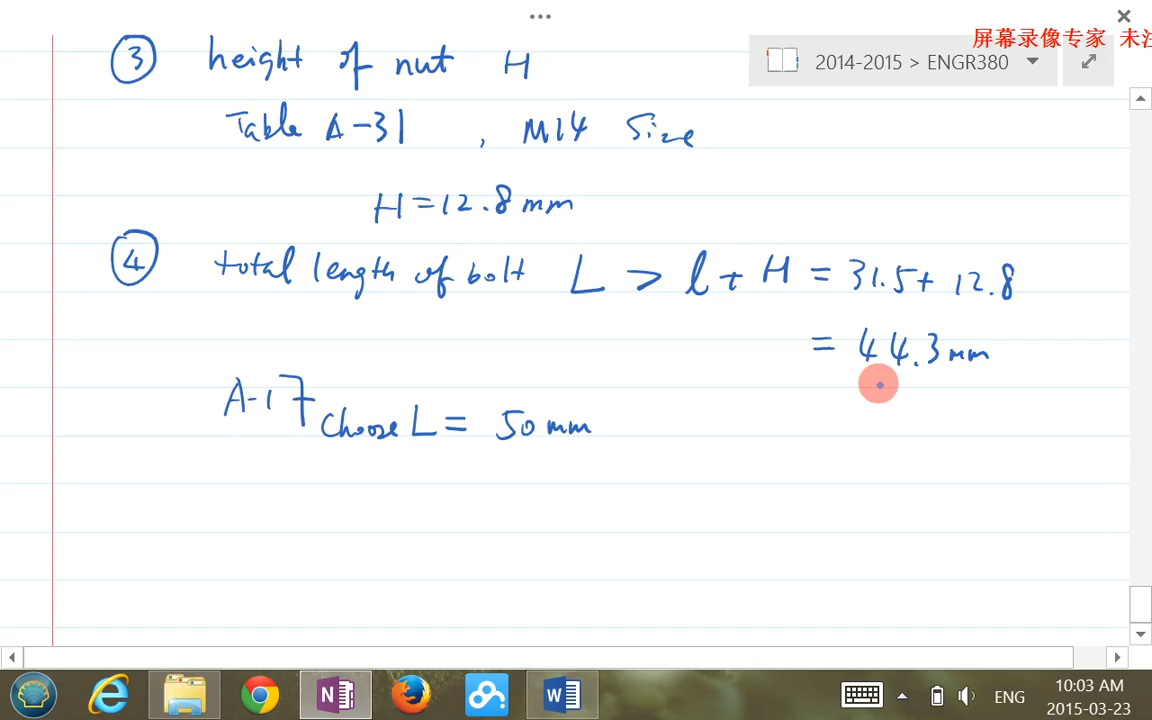 •••
屏幕录像专家 未
③ height of nut H
2014-2015 > ENGR380
Table A-31 , M14 Size
H = 12.8 mm
④ total length of bolt L > l + H = 31.5 + 12.8
= 44.3 mm
A-17 Choose L = 50 mm
ENG
10:03 AM
2015-03-23